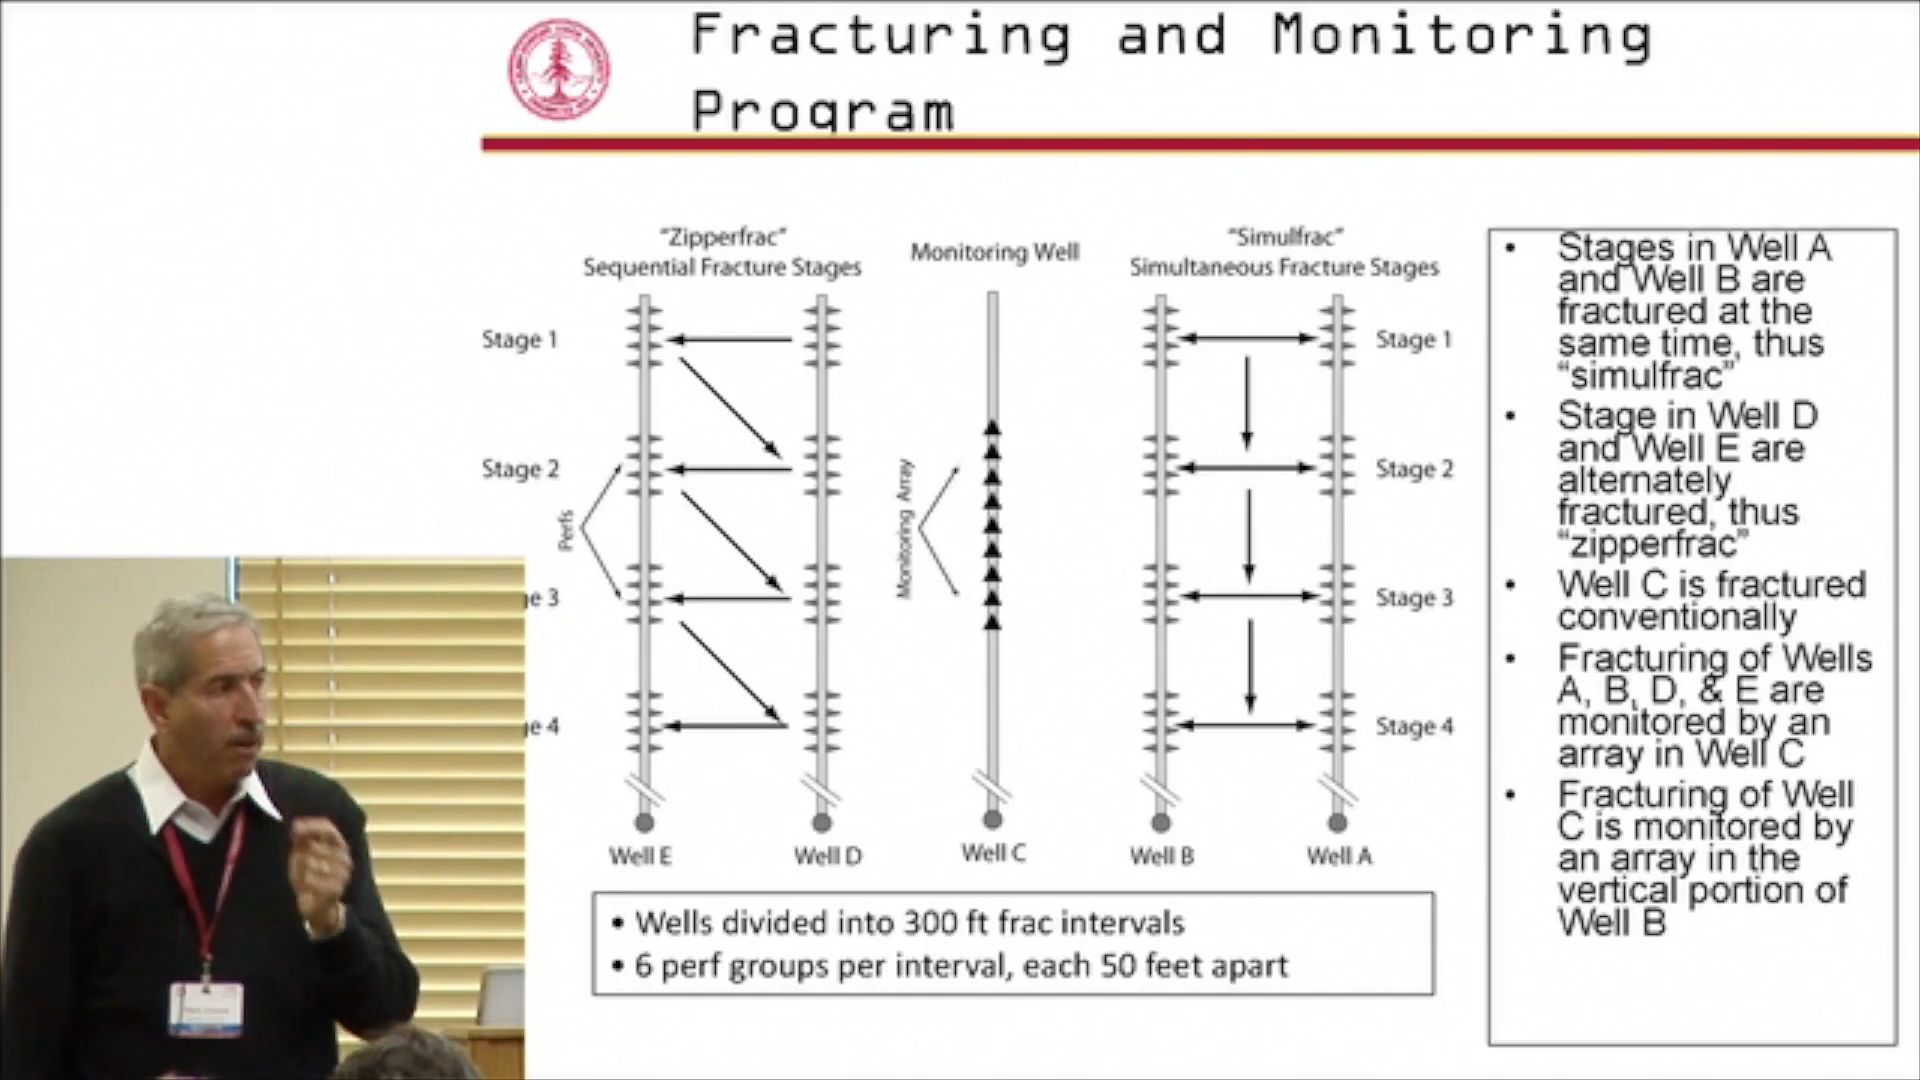 Fracturing and Monitoring
Program
"Zipperfrac"
Sequential Fracture Stages
Monitoring Well
"Simulfrac"
Simultaneous Fracture Stages
Stage 1
Stage 1
Stage 2
Stage 2
Perfs
Monitoring Array
e 3
Stage 3
e 4
Stage 4
Well E
Well D
Well C
Well B
Well A
• Wells divided into 300 ft frac intervals
• 6 perf groups per interval, each 50 feet apart
• Stages in Well A
and Well B are
fractured at the
same time, thus
“simulfrac”
• Stage in Well D
and Well E are
alternately
fractured, thus
“zipperfrac”
• Well C is fractured
conventionally
• Fracturing of Wells
A, B, D, & E are
monitored by an
array in Well C
• Fracturing of Well
C is monitored by
an array in the
vertical portion of
Well B